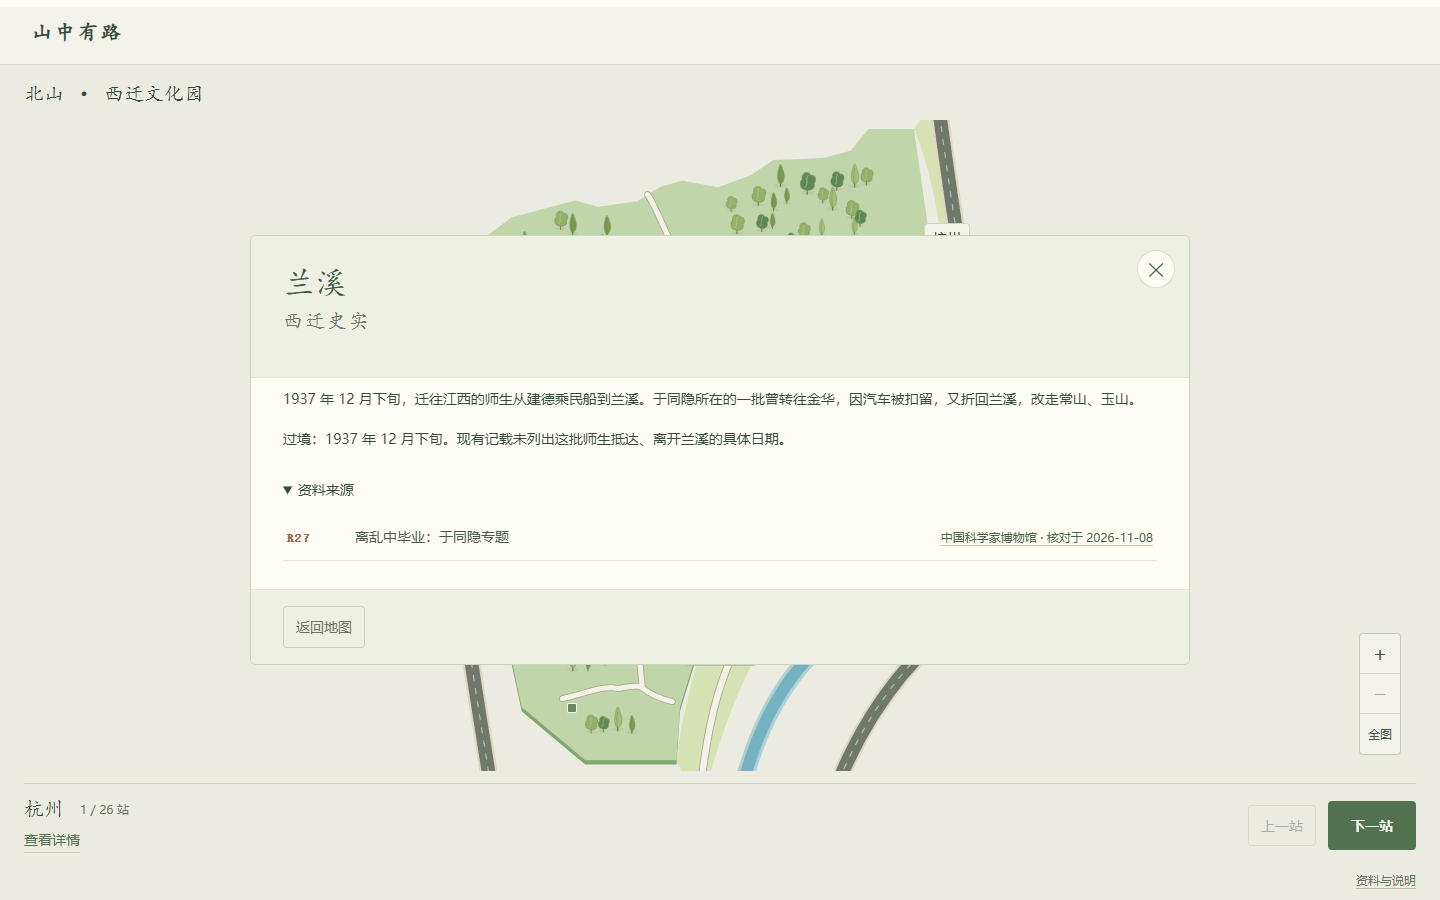 山中有路
北山 • 西迁文化园
兰溪
西迁史实
1937 年 12 月下旬，迁往江西的师生从建德乘民船到兰溪。于同隐所在的一批曾转往金华，因汽车被扣留，又折回兰溪，改走常山、玉山。
过境：1937 年 12 月下旬。现有记载未列出这批师生抵达、离开兰溪的具体日期。
▼ 资料来源
R27 离乱中毕业：于同隐专题 中国科学家博物馆 · 核对于 2026-11-08
返回地图
+
−
全图
杭州 1 / 26 站
查看详情
上一站 下一站
资料与说明